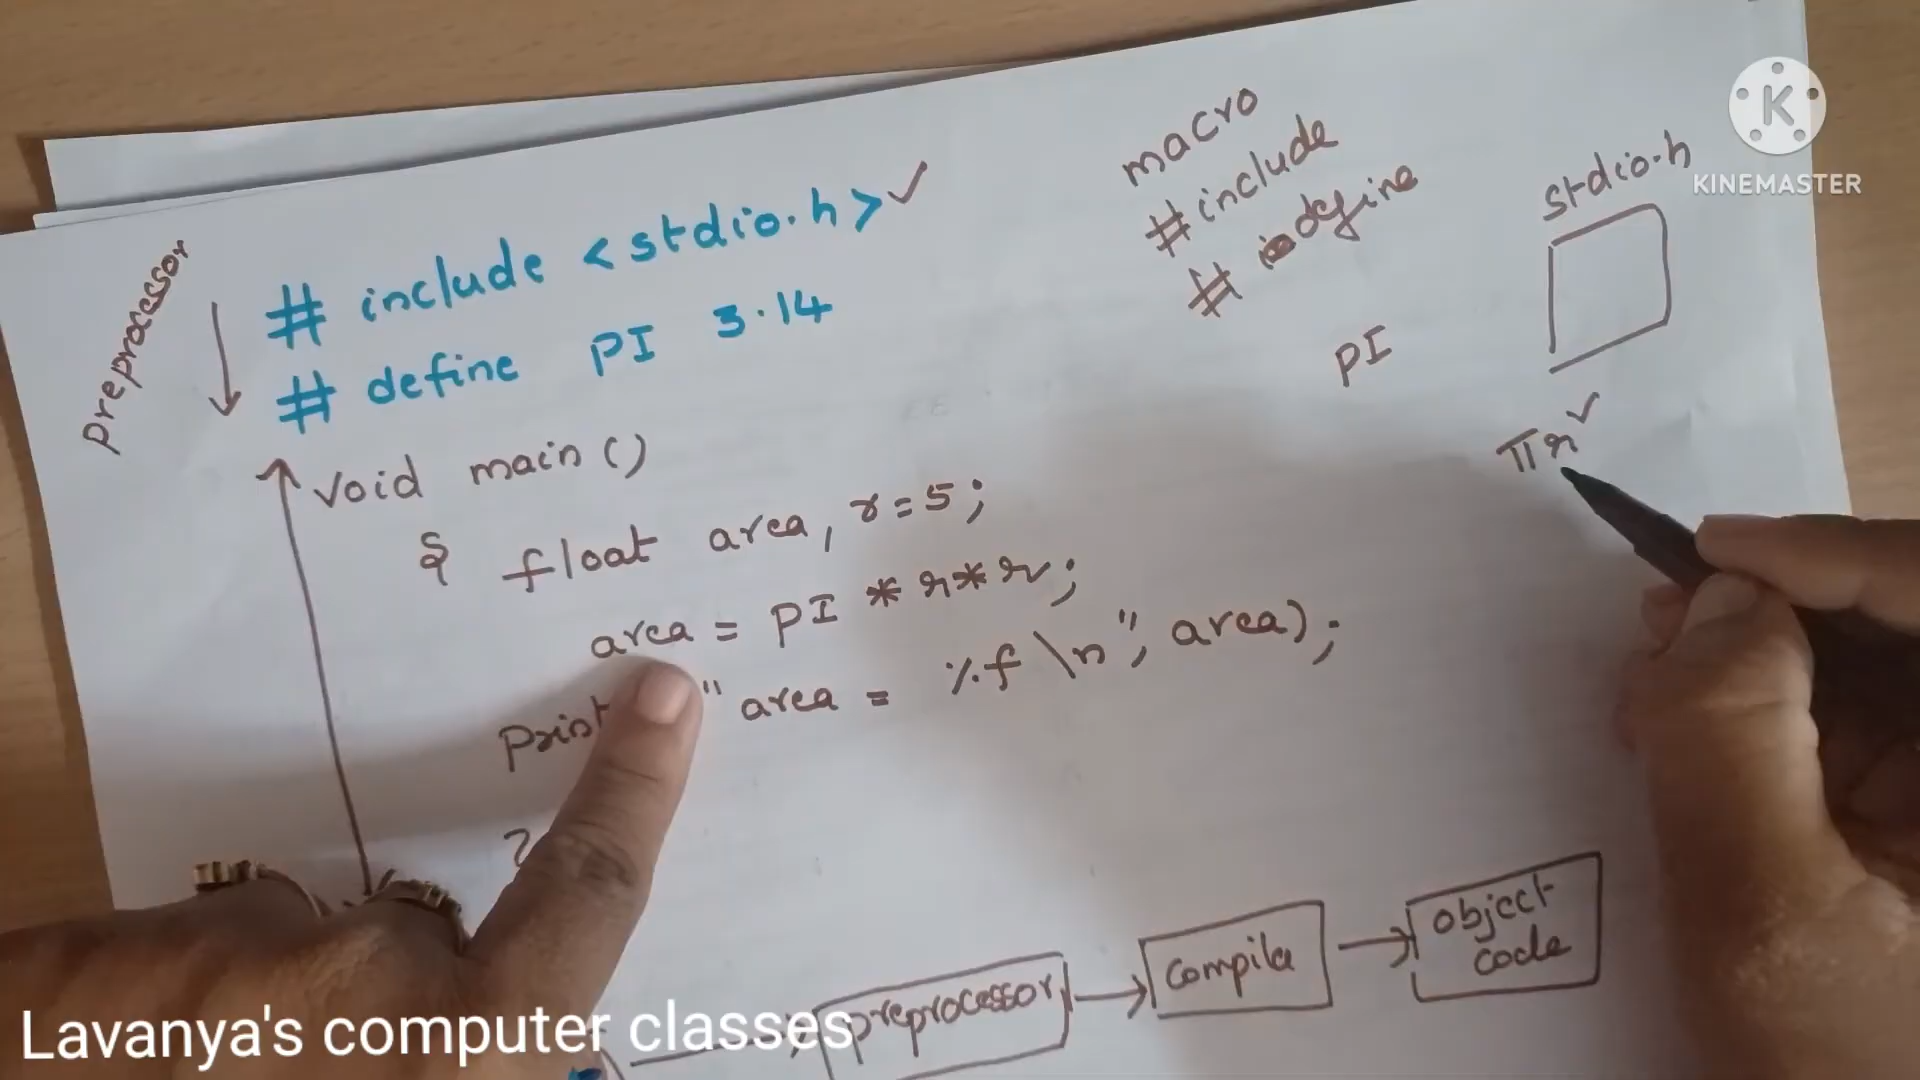 preprocessor
# include <stdio.h> ✓
# define PI 3.14
void main()
{ float area, r=5;
area = PI * r*r;
" area = %f \n", area);
macro
# include
# define
PI
stdio.h
πr
preprocessor
Compile
object
code
K
KINEMASTER
Lavanya's computer classes